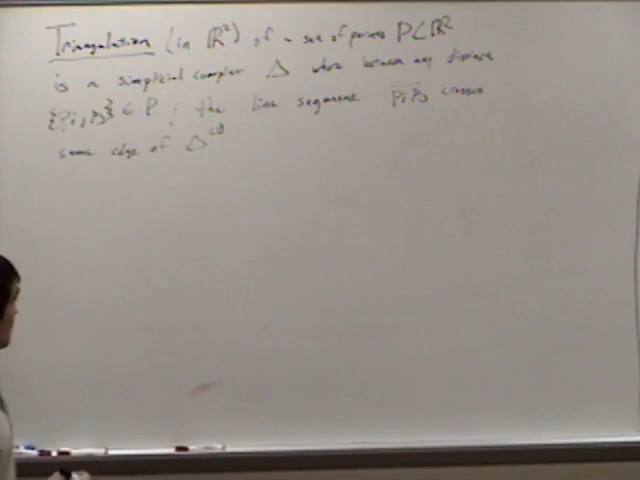 Triangulation (in ℝ²) of a set of points P⊂ℝ²
is a simplicial complex Δ where between any distinct
{Pi, Pj} ⊂ P, the line segment PiPj crosses
some edge of Δ⁽¹⁾